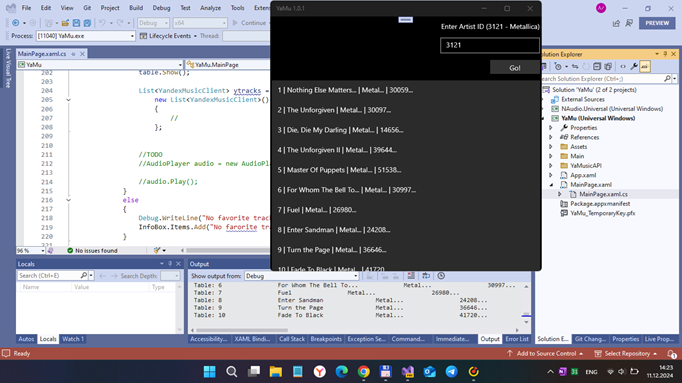 File Edit View Git Project Build Debug Test Analyze Tools Extensions
YaMu 1.0.1
PREVIEW
Debug x64 Continue
Process: [11040] YaMu.exe Lifecycle Events Thread:
MainPage.xaml.cs
YaMu YaMu.MainPage
202 table.Show();
203
204 List<YandexMusicClient> ytracks =
205 new List<YandexMusicClient>()
206 {
207 //
208 };
209
210
211 //TODO
212 //AudioPlayer audio = new AudioPla
213
214 //audio.Play();
215 }
216 else
217 {
218 Debug.WriteLine("No favorite trac
219 InfoBox.Items.Add("No faronite tr
220 }
96 % No issues found
Enter Artist ID (3121 - Metallica)
3121
Go!
1 | Nothing Else Matters... | Metal... | 30059...
2 | The Unforgiven | Metal... | 30097...
3 | Die, Die My Darling | Metal... | 14656...
4 | The Unforgiven II | Metal... | 39644...
5 | Master Of Puppets | Metal... | 51538...
6 | For Whom The Bell To... | Metal... | 30997...
7 | Fuel | Metal... | 26980...
8 | Enter Sandman | Metal... | 24208...
9 | Turn the Page | Metal... | 36646...
10 | Fade To Black | Metal... | 41720
Solution Explorer
Search Solution Explorer (Ctrl+;)
Solution 'YaMu' (2 of 2 projects)
External Sources
NAudio.Universal (Universal Windows)
YaMu (Universal Windows)
Properties
References
Assets
Main
YaMusicAPI
App.xaml
MainPage.xaml
MainPage.xaml.cs
Package.appxmanifest
YaMu_TemporaryKey.pfx
Live Visual Tree
Locals
Search (Ctrl+E) Search Depth:
Name Value Type
Autos Locals Watch 1
Output
Show output from: Debug
Table: 6 For Whom The Bell To... Metal... 30997...
Table: 7 Fuel Metal... 26980...
Table: 8 Enter Sandman Metal... 24208...
Table: 9 Turn the Page Metal... 36646...
Table: 10 Fade To Black Metal... 41720...
Accessibility... XAML Bindi... Call Stack Breakpoints Exception Se... Command... Immediate... Output Error List
Solution E... Git Chang... Properties Live Prop...
Ready Add to Source Control Select Repository
ENG 14:23
11.12.2024